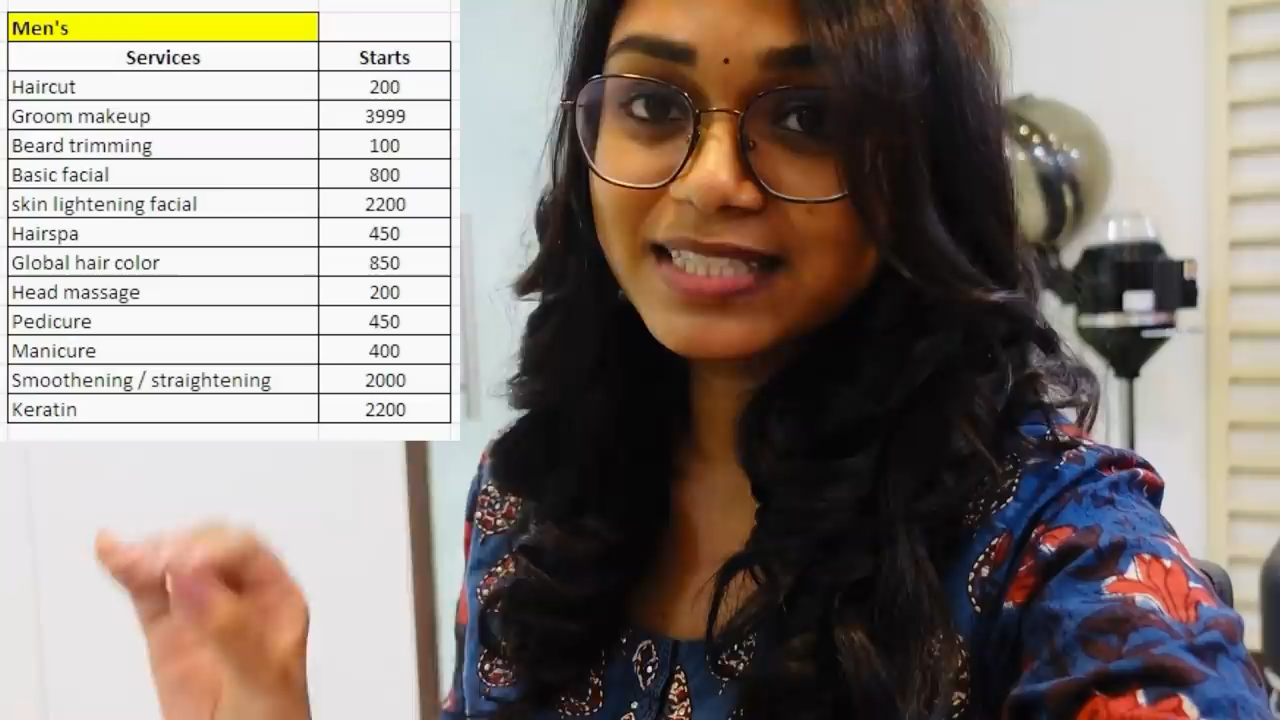 Men's
Services Starts
Haircut 200
Groom makeup 3999
Beard trimming 100
Basic facial 800
skin lightening facial 2200
Hairspa 450
Global hair color 850
Head massage 200
Pedicure 450
Manicure 400
Smoothening / straightening 2000
Keratin 2200